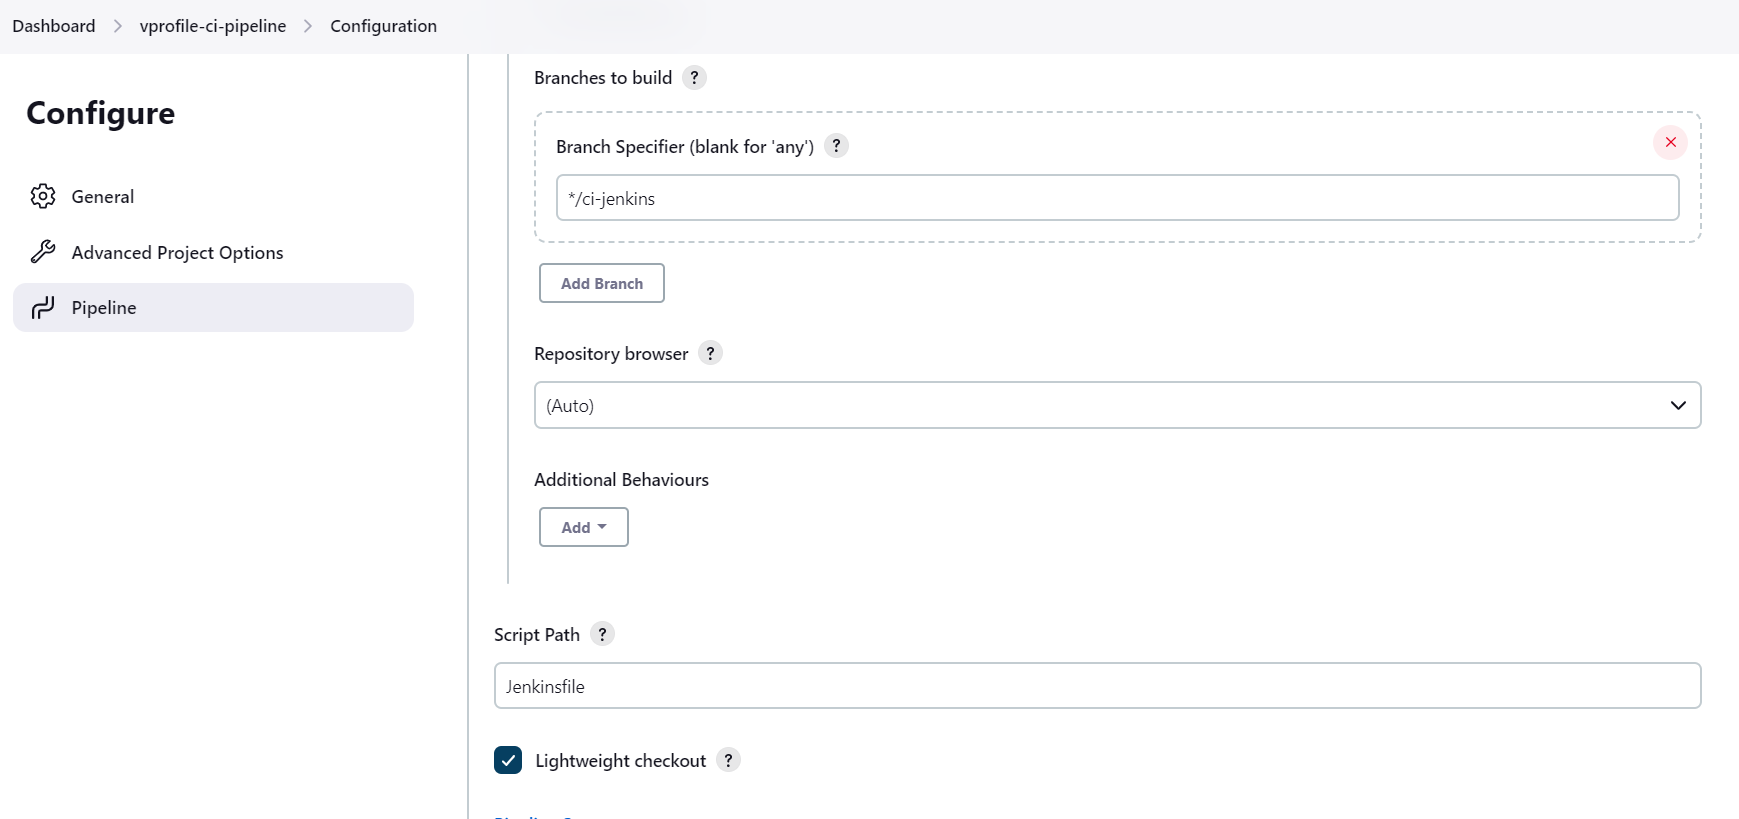 Dashboard > vprofile-ci-pipeline > Configuration
Configure
General
Advanced Project Options
Pipeline
Branches to build ?
Branch Specifier (blank for 'any') ?
*/ci-jenkins
Add Branch
Repository browser ?
(Auto)
Additional Behaviours
Add
Script Path ?
Jenkinsfile
Lightweight checkout ?